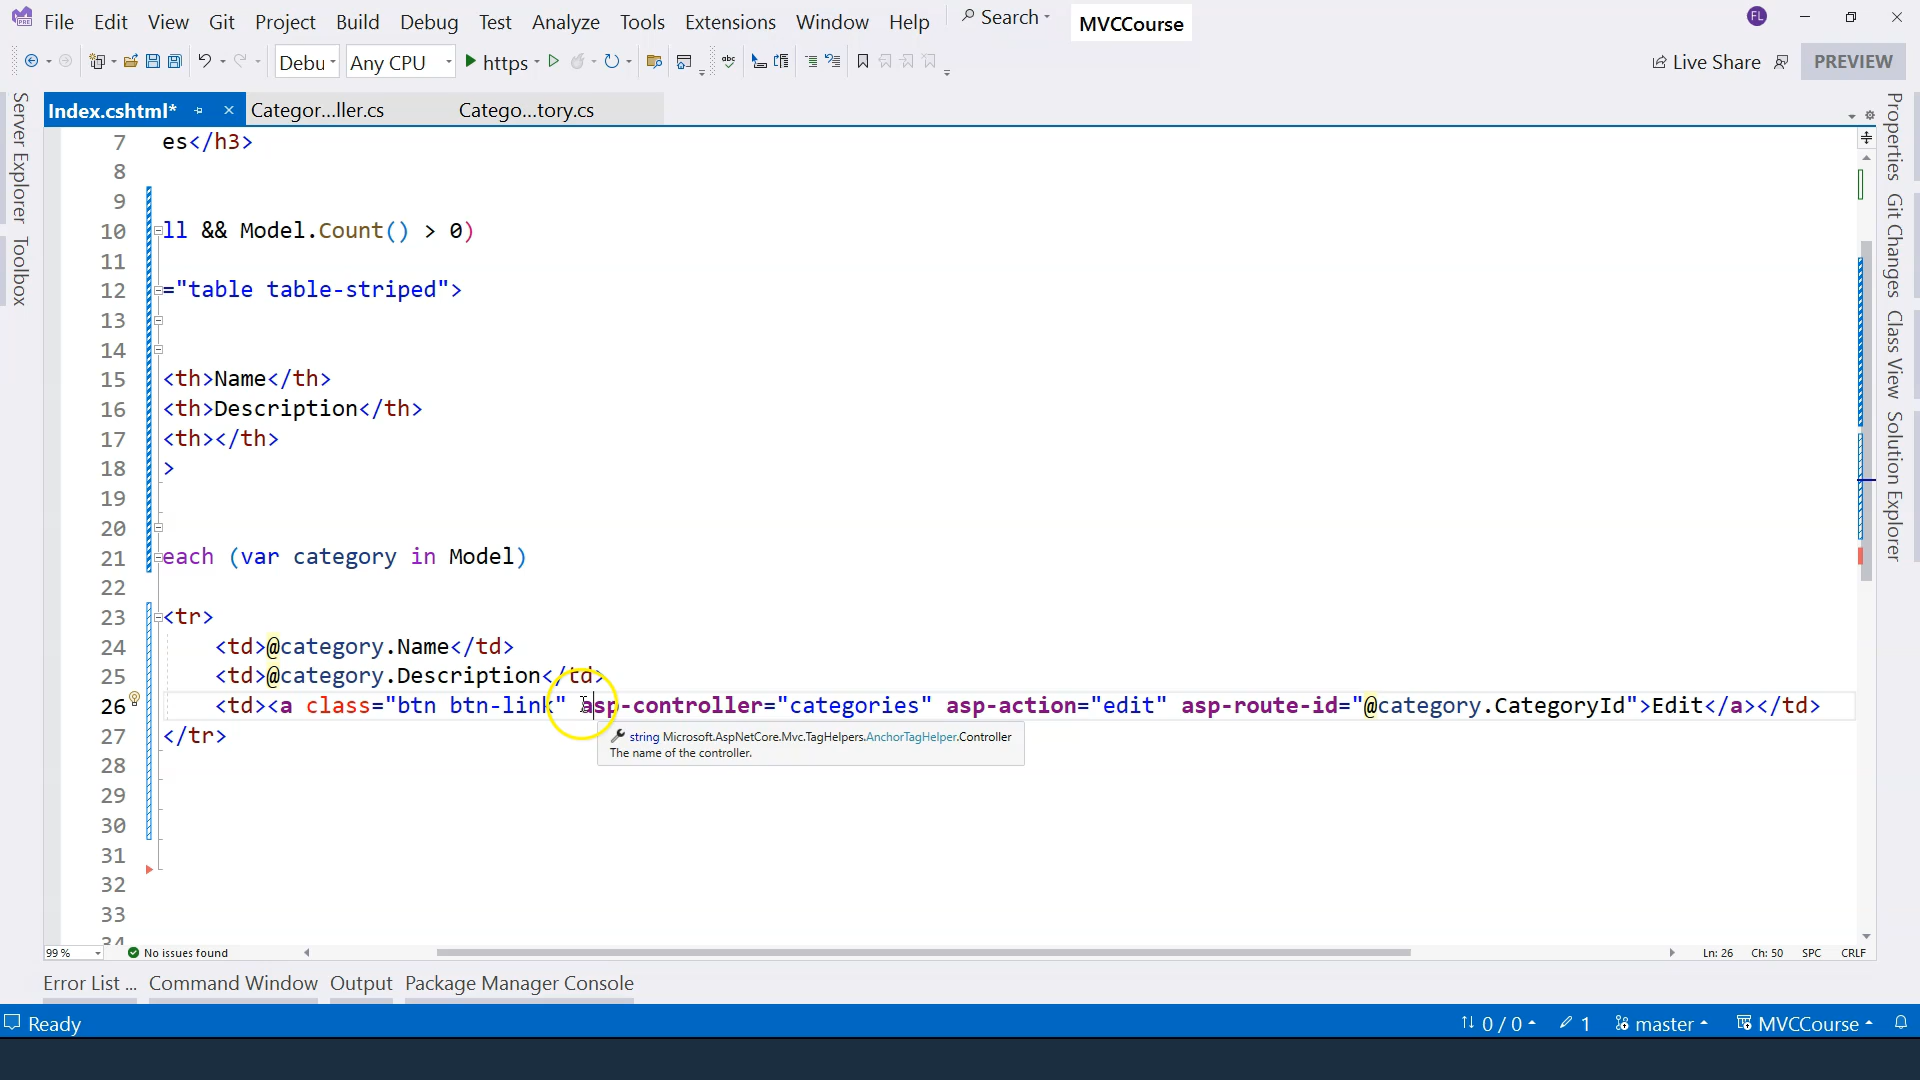 File Edit View Git Project Build Debug Test Analyze Tools Extensions Window Help Search MVCCourse FL
Debu Any CPU https Live Share PREVIEW
Server Explorer
Toolbox
Index.cshtml* Categor...ller.cs Catego...tory.cs
7 es</h3>
8
9
10 ll && Model.Count() > 0)
11
12 ="table table-striped">
13
14
15 <th>Name</th>
16 <th>Description</th>
17 <th></th>
18 >
19
20
21 each (var category in Model)
22
23 <tr>
24 <td>@category.Name</td>
25 <td>@category.Description</td>
26 <td><a class="btn btn-link" asp-controller="categories" asp-action="edit" asp-route-id="@category.CategoryId">Edit</a></td>
27 </tr>
string Microsoft.AspNetCore.Mvc.TagHelpers.AnchorTagHelper.Controller
The name of the controller.
28
29
30
31
32
33
34
Properties
Git Changes
Class View
Solution Explorer
99 % No issues found Ln: 26 Ch: 50 SPC CRLF
Error List ... Command Window Output Package Manager Console
Ready 0 / 0 1 master MVCCourse